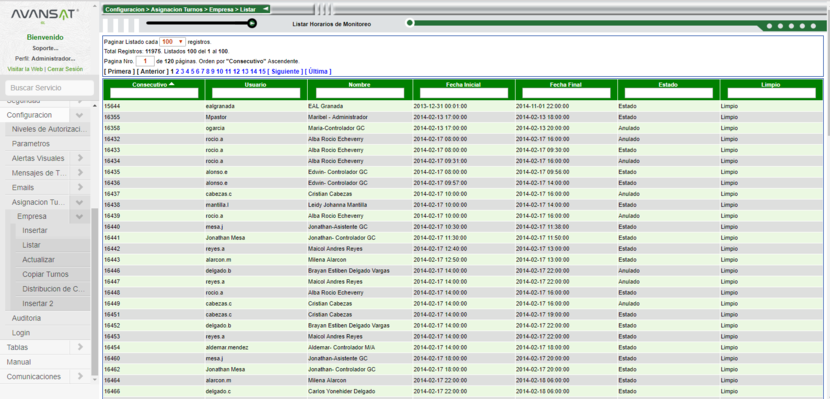 AVANSAT
Bienvenido
Soporte...
Perfil: Administrador...
Visitar la Web | Cerrar Sesión
Buscar Servicio
Seguridad
Configuracion
Niveles de Autorizaci...
Parametros
Alertas Visuales
Mensajes de T...
Emails
Asignacion Tu...
Empresa
Insertar
Listar
Actualizar
Copiar Turnos
Distribucion de C...
Insertar 2
Auditoria
Login
Tablas
Manual
Comunicaciones
Configuracion > Asignacion Turnos > Empresa > Listar
Listar Horarios de Monitoreo
Paginar Listado cada 100 registros.
Total Registros: 11975. Listados 100 del 1 al 100.
Pagina Nro. 1 de 120 páginas. Orden por "Consecutivo" Ascendente.
[ Primera ] [ Anterior ] 1 2 3 4 5 6 7 8 9 10 11 12 13 14 15 [ Siguiente ] [ Última ]
Consecutivo Usuario Nombre Fecha Inicial Fecha Final Estado Limpio
15644 ealgranada EAL Granada 2013-12-31 00:01:00 2014-11-01 22:00:00 Estado Limpio
16355 Mpastor Maribel - Administrador 2014-02-13 17:00:00 2014-02-13 18:00:00 Estado Limpio
16358 ogarcia Maria-Controlador GC 2014-02-13 17:00:00 2014-02-13 20:00:00 Anulado Limpio
16432 rocio.a Alba Rocio Echeverry 2014-02-17 08:00:00 2014-02-17 16:00:00 Anulado Limpio
16433 rocio.a Alba Rocio Echeverry 2014-02-17 08:00:00 2014-02-17 09:30:00 Anulado Limpio
16434 rocio.a Alba Rocio Echeverry 2014-02-17 09:31:00 2014-02-17 16:00:00 Anulado Limpio
16435 alonso.e Edwin- Controlador GC 2014-02-17 08:00:00 2014-02-17 09:56:00 Estado Limpio
16436 alonso.e Edwin- Controlador GC 2014-02-17 09:57:00 2014-02-17 14:00:00 Estado Limpio
16437 cabezas.c Cristian Cabezas 2014-02-17 10:00:00 2014-02-17 16:00:00 Anulado Limpio
16438 mantilla.l Leidy Johanna Mantilla 2014-02-17 10:00:00 2014-02-17 14:00:00 Estado Limpio
16439 rocio.a Alba Rocio Echeverry 2014-02-17 10:00:00 2014-02-17 16:00:00 Anulado Limpio
16440 mesa.j Jonathan-Asistente GC 2014-02-17 10:30:00 2014-02-17 11:38:00 Estado Limpio
16441 Jonathan Mesa Jonathan- Controlador GC 2014-02-17 11:30:00 2014-02-17 11:50:00 Estado Limpio
16442 reyes.a Maicol Andres Reyes 2014-02-17 12:40:00 2014-02-17 13:00:00 Estado Limpio
16443 alarcon.m Milena Alarcon 2014-02-17 12:50:00 2014-02-17 13:00:00 Estado Limpio
16446 delgado.b Brayan Estiben Delgado Vargas 2014-02-17 14:00:00 2014-02-17 22:00:00 Anulado Limpio
16447 reyes.a Maicol Andres Reyes 2014-02-17 14:00:00 2014-02-17 22:00:00 Estado Limpio
16448 rocio.a Alba Rocio Echeverry 2014-02-17 14:00:00 2014-02-17 16:00:00 Anulado Limpio
16449 cabezas.c Cristian Cabezas 2014-02-17 14:00:00 2014-02-17 16:00:00 Anulado Limpio
16451 cabezas.c Cristian Cabezas 2014-02-17 14:00:00 2014-02-17 19:00:00 Estado Limpio
16452 delgado.b Brayan Estiben Delgado Vargas 2014-02-17 14:00:00 2014-02-17 22:00:00 Estado Limpio
16453 reyes.a Maicol Andres Reyes 2014-02-17 14:00:00 2014-02-17 22:00:00 Estado Limpio
16454 aldemar.mendez Aldemar- Controlador M/A 2014-02-17 14:00:00 2014-02-17 18:00:00 Estado Limpio
16460 mesa.j Jonathan-Asistente GC 2014-02-17 18:00:00 2014-02-17 20:00:00 Estado Limpio
16462 Jonathan Mesa Jonathan- Controlador GC 2014-02-17 18:00:00 2014-02-17 20:00:00 Estado Limpio
16464 alarcon.m Milena Alarcon 2014-02-17 22:00:00 2014-02-18 06:00:00 Estado Limpio
16466 delgado.c Carlos Yonehider Delgado 2014-02-17 22:00:00 2014-02-18 06:00:00 Estado Limpio